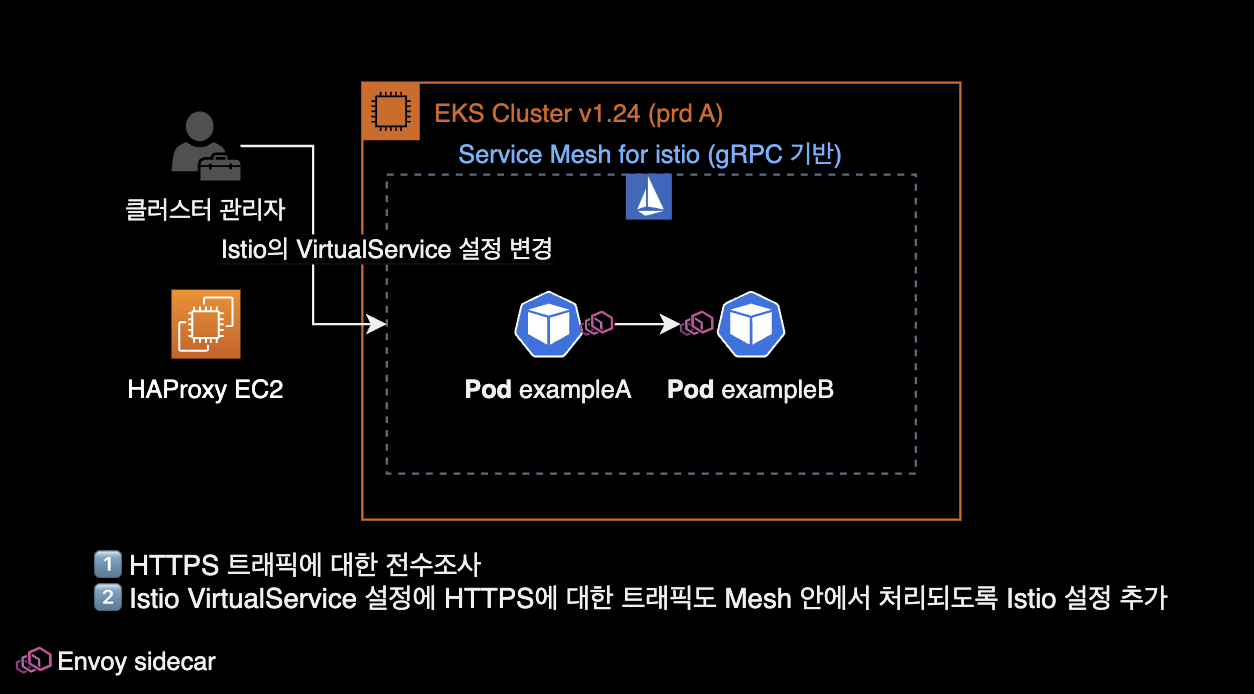 EKS Cluster v1.24 (prd A)
Service Mesh for istio (gRPC 기반)
클러스터 관리자
Istio의 VirtualService 설정 변경
HAProxy EC2
Pod exampleA
Pod exampleB
1 HTTPS 트래픽에 대한 전수조사
2 Istio VirtualService 설정에 HTTPS에 대한 트래픽도 Mesh 안에서 처리되도록 Istio 설정 추가
Envoy sidecar